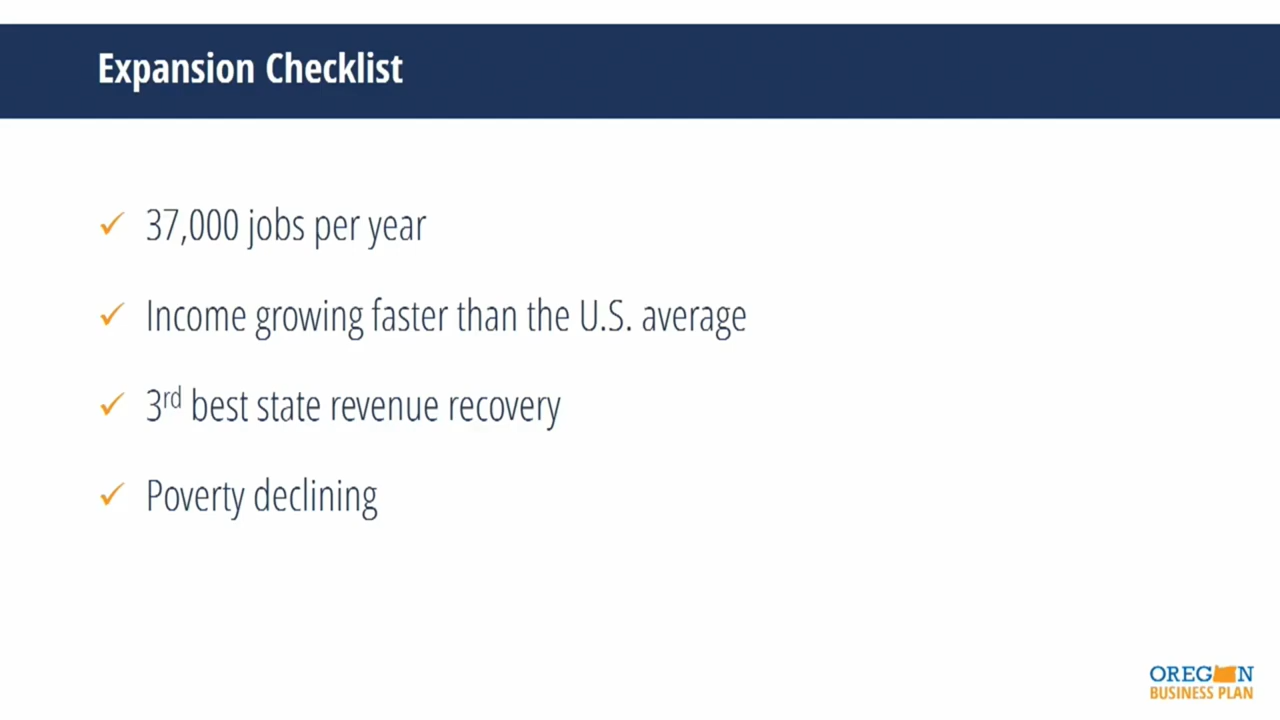 Expansion Checklist
37,000 jobs per year
Income growing faster than the U.S. average
3rd best state revenue recovery
Poverty declining
OREGON
BUSINESS PLAN